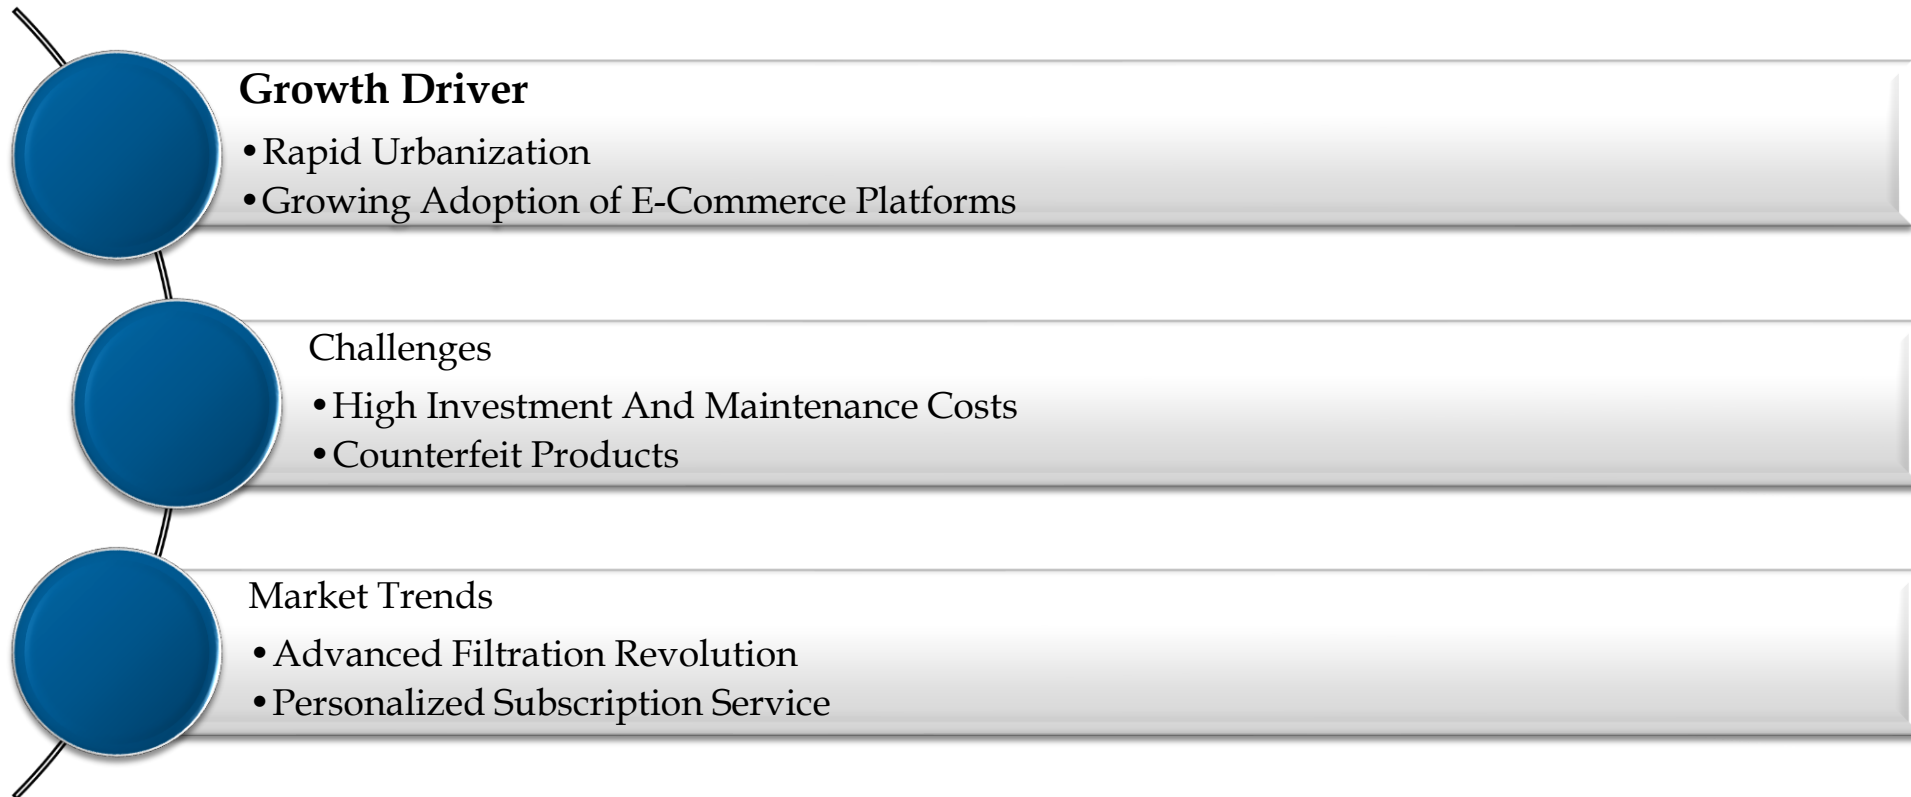 Growth Driver
•Rapid Urbanization
•Growing Adoption of E-Commerce Platforms
Challenges
•High Investment And Maintenance Costs
•Counterfeit Products
Market Trends
•Advanced Filtration Revolution
•Personalized Subscription Service